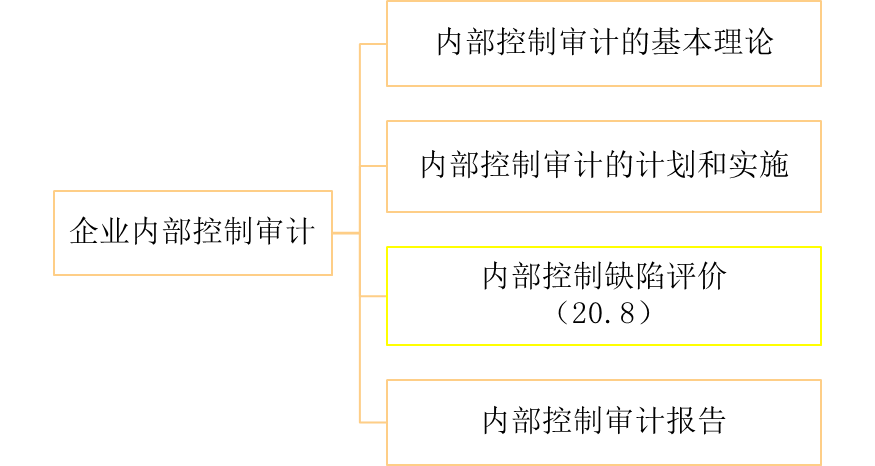 内部控制审计的基本理论
内部控制审计的计划和实施
企业内部控制审计
内部控制缺陷评价
（20.8）
内部控制审计报告